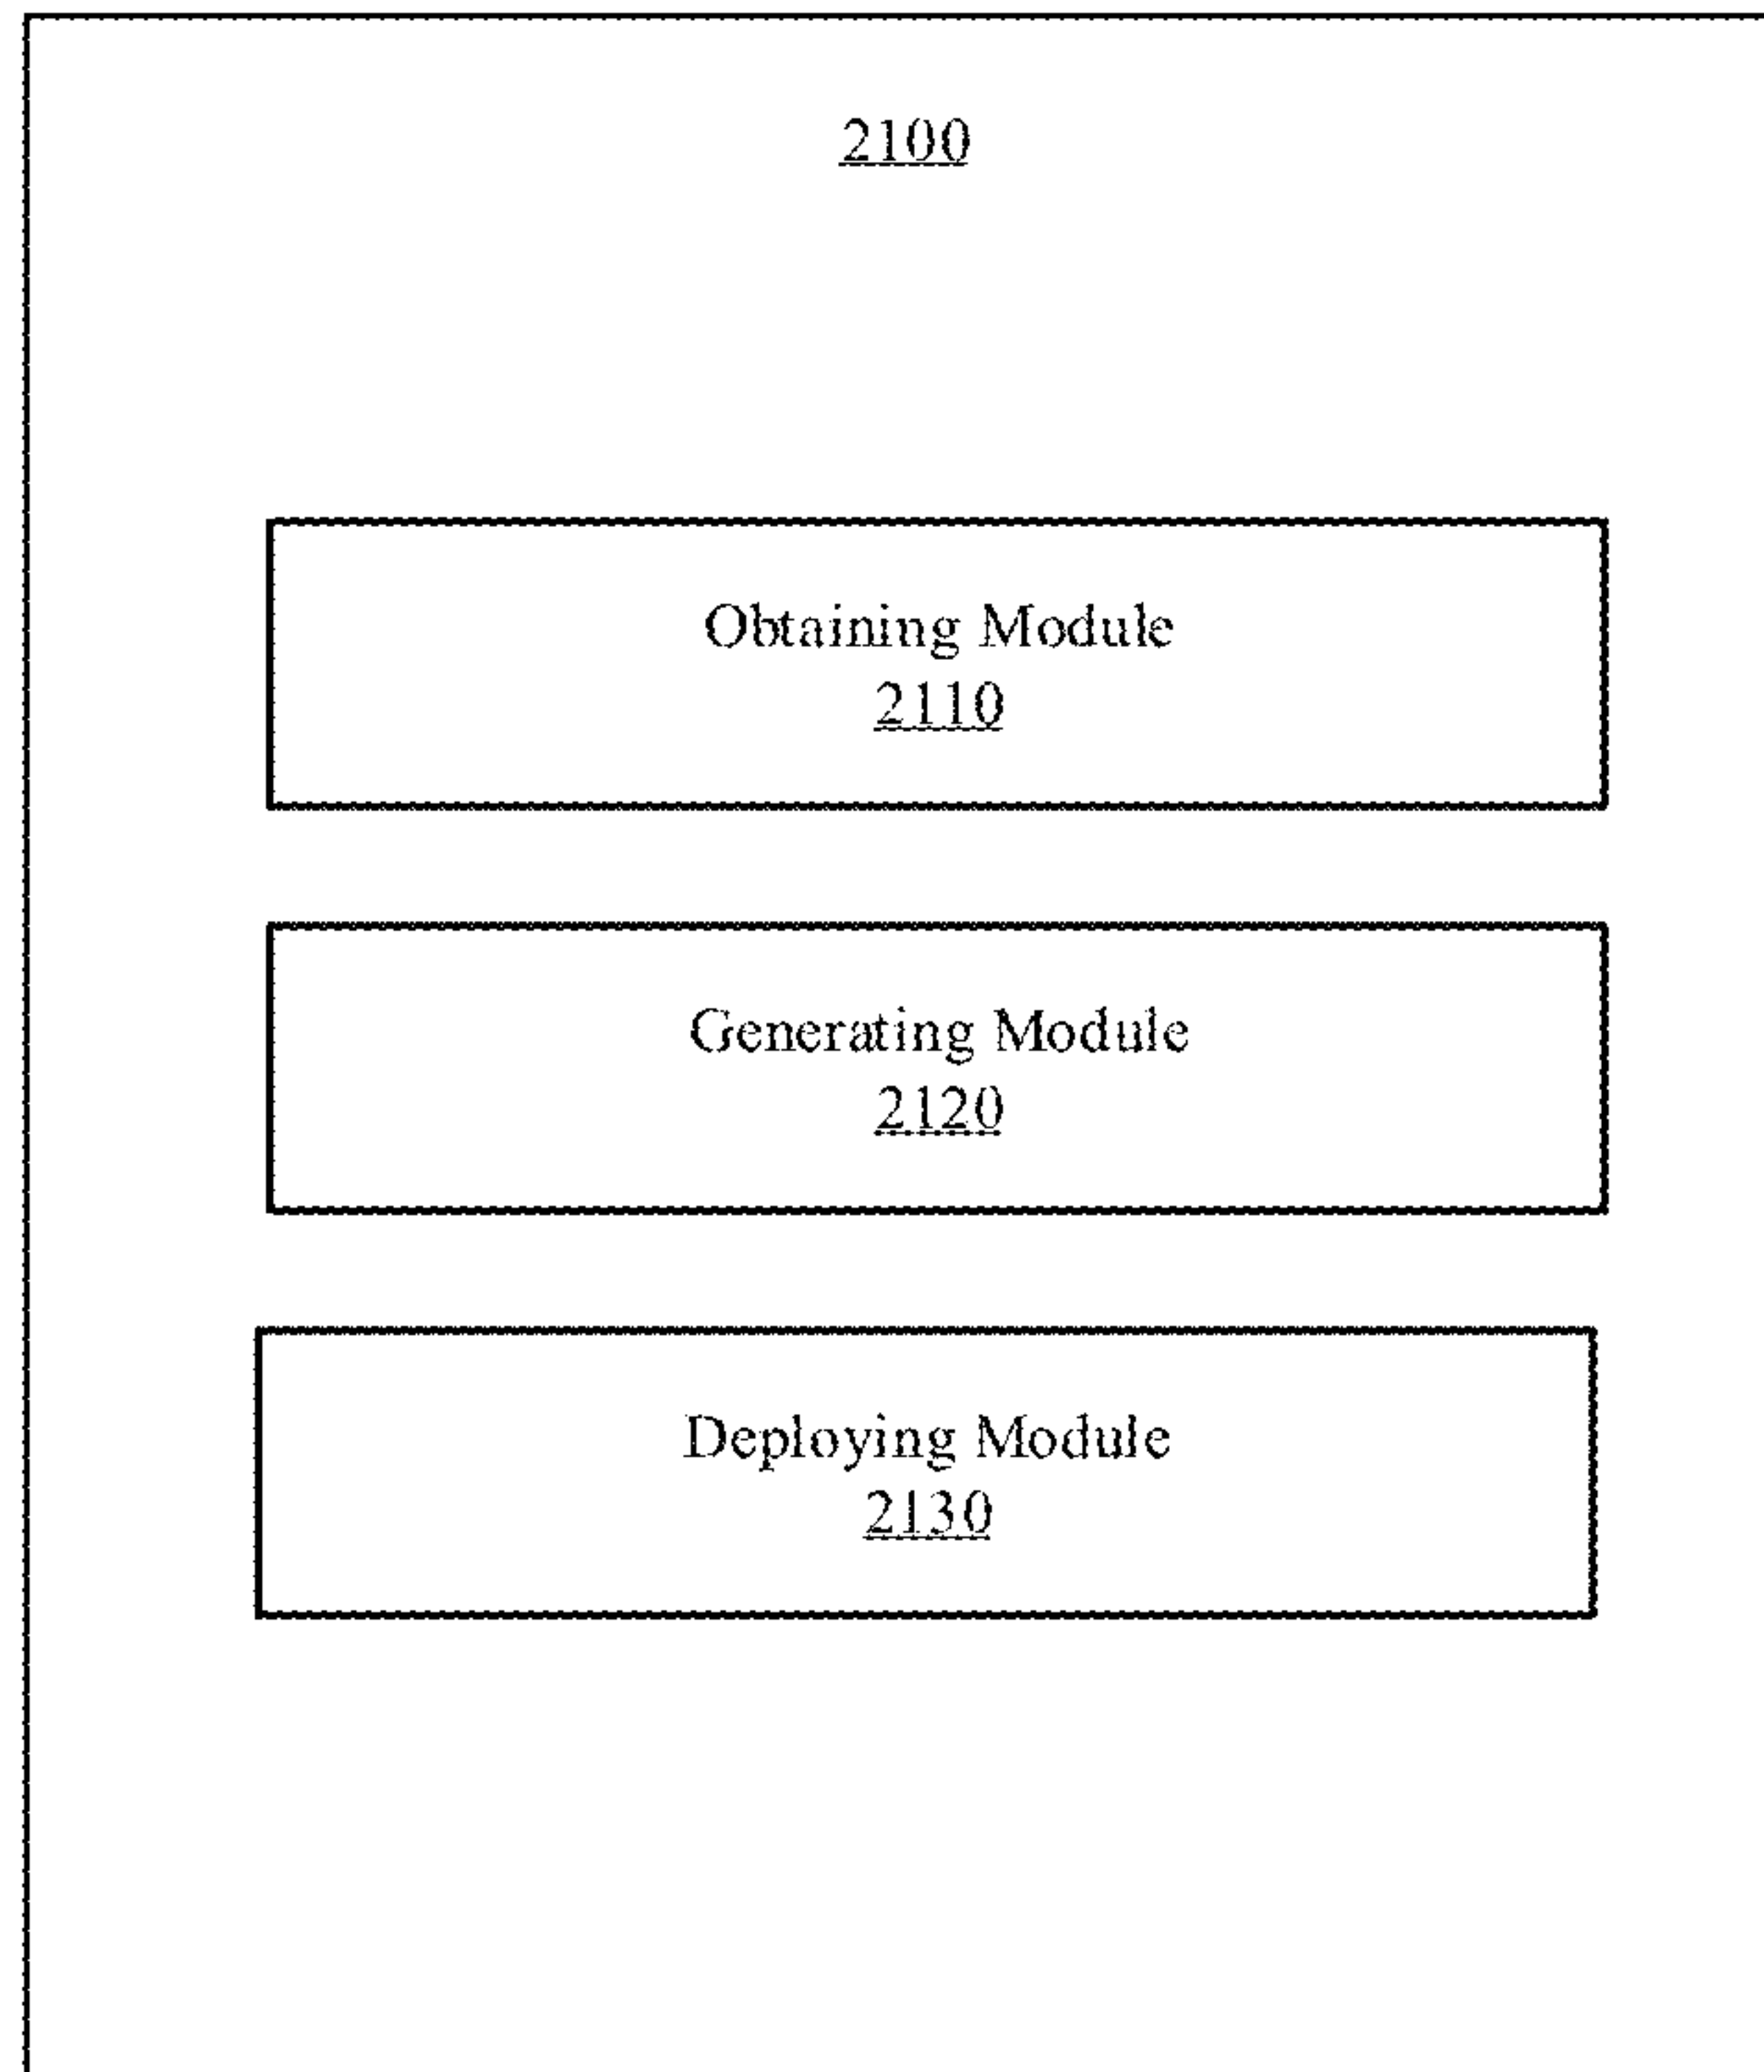 2100
Obtaining Module
2110
Generating Module
2120
Deploying Module
2130